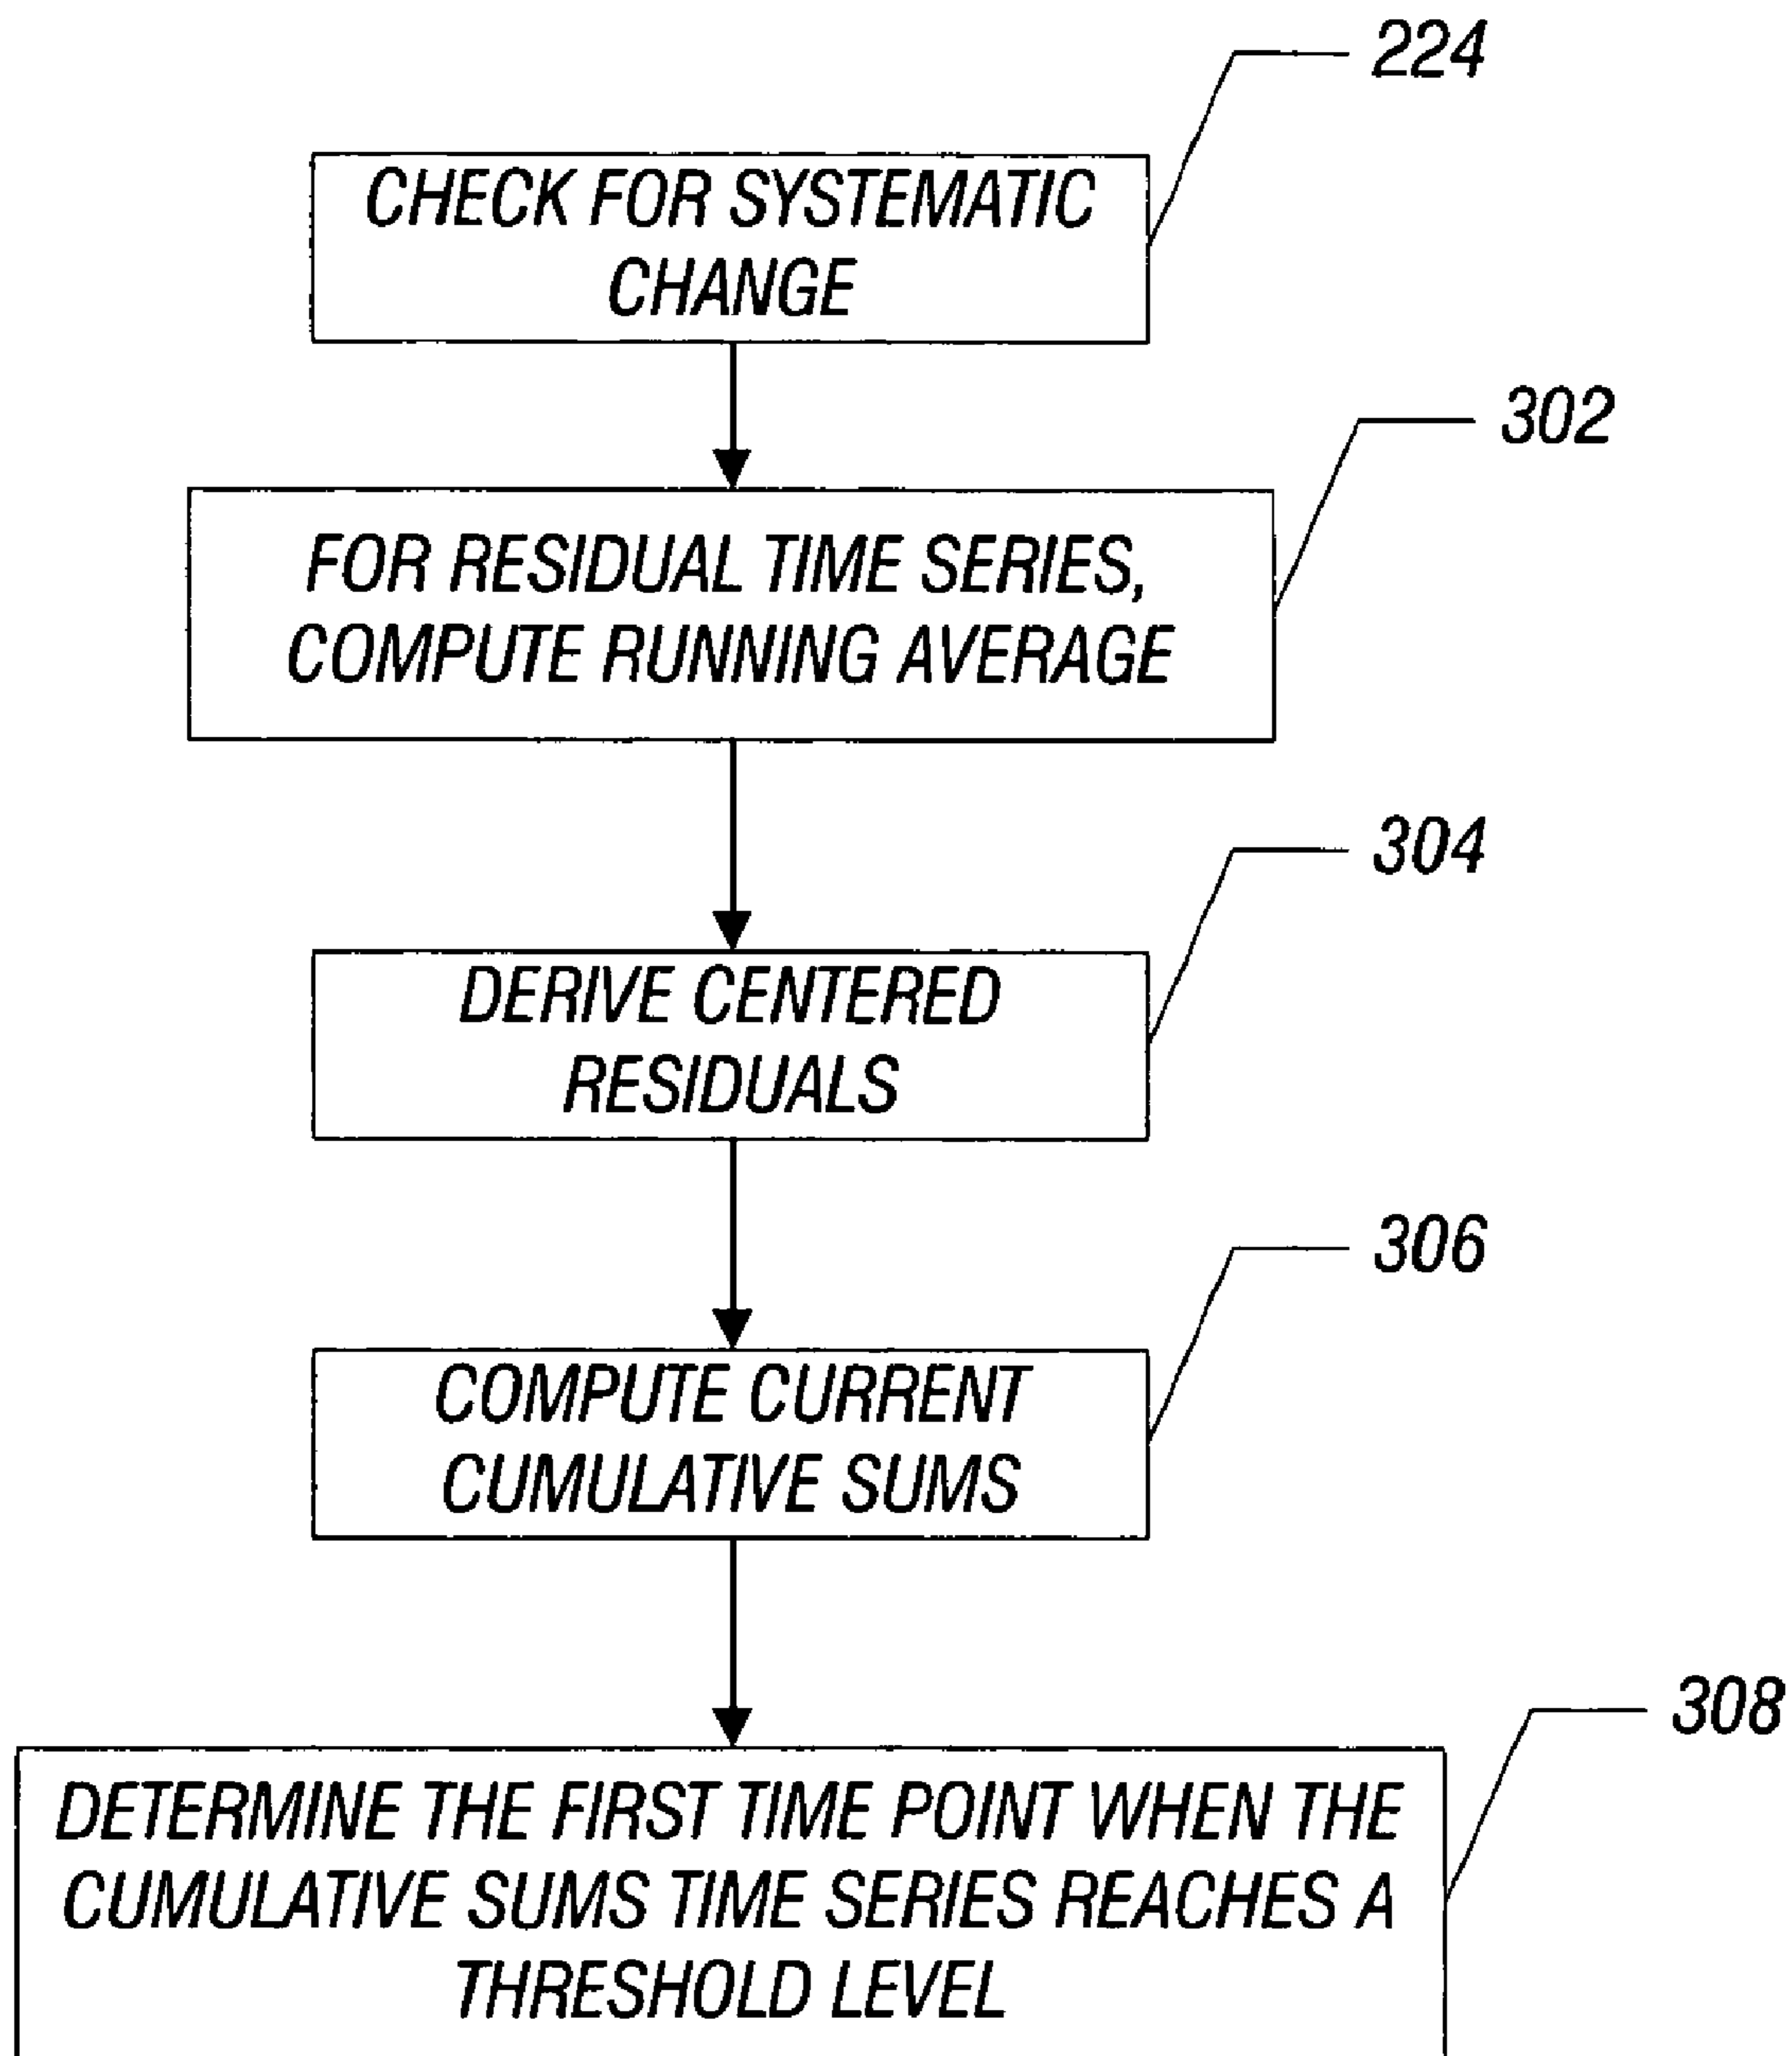 224
CHECK FOR SYSTEMATIC
CHANGE
302
FOR RESIDUAL TIME SERIES,
COMPUTE RUNNING AVERAGE
304
DERIVE CENTERED
RESIDUALS
306
COMPUTE CURRENT
CUMULATIVE SUMS
308
DETERMINE THE FIRST TIME POINT WHEN THE
CUMULATIVE SUMS TIME SERIES REACHES A
THRESHOLD LEVEL